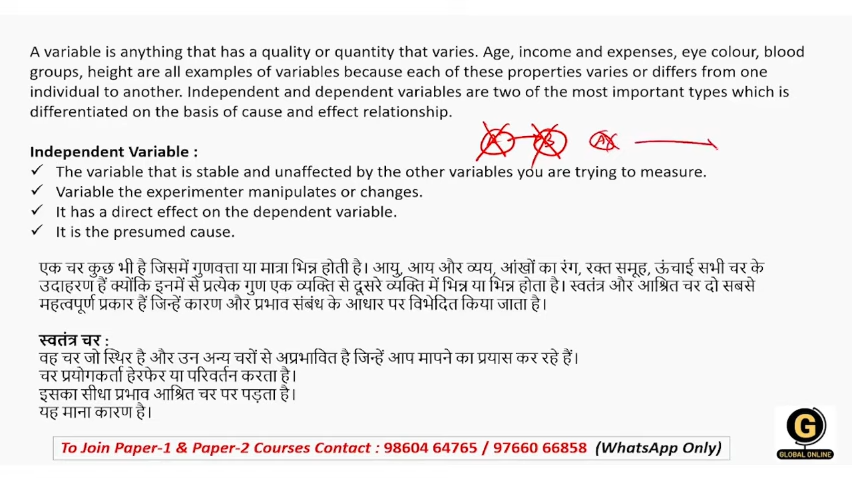 A variable is anything that has a quality or quantity that varies. Age, income and expenses, eye colour, blood
groups, height are all examples of variables because each of these properties varies or differs from one
individual to another. Independent and dependent variables are two of the most important types which is
differentiated on the basis of cause and effect relationship.
A B A
Independent Variable :
✓ The variable that is stable and unaffected by the other variables you are trying to measure.
✓ Variable the experimenter manipulates or changes.
✓ It has a direct effect on the dependent variable.
✓ It is the presumed cause.
एक चर कुछ भी है जिसमें गुणवत्ता या मात्रा भिन्न होती है। आयु, आय और व्यय, आंखों का रंग, रक्त समूह, ऊंचाई सभी चर के
उदाहरण हैं क्योंकि इनमें से प्रत्येक गुण एक व्यक्ति से दूसरे व्यक्ति में भिन्न या भिन्न होता है। स्वतंत्र और आश्रित चर दो सबसे
महत्वपूर्ण प्रकार हैं जिन्हें कारण और प्रभाव संबंध के आधार पर विभेदित किया जाता है।
स्वतंत्र चर :
वह चर जो स्थिर है और उन अन्य चरों से अप्रभावित है जिन्हें आप मापने का प्रयास कर रहे हैं।
चर प्रयोगकर्ता हेरफेर या परिवर्तन करता है।
इसका सीधा प्रभाव आश्रित चर पर पड़ता है।
यह माना कारण है।
To Join Paper-1 & Paper-2 Courses Contact : 98604 64765 / 97660 66858 (WhatsApp Only)
G
GLOBAL ONLINE